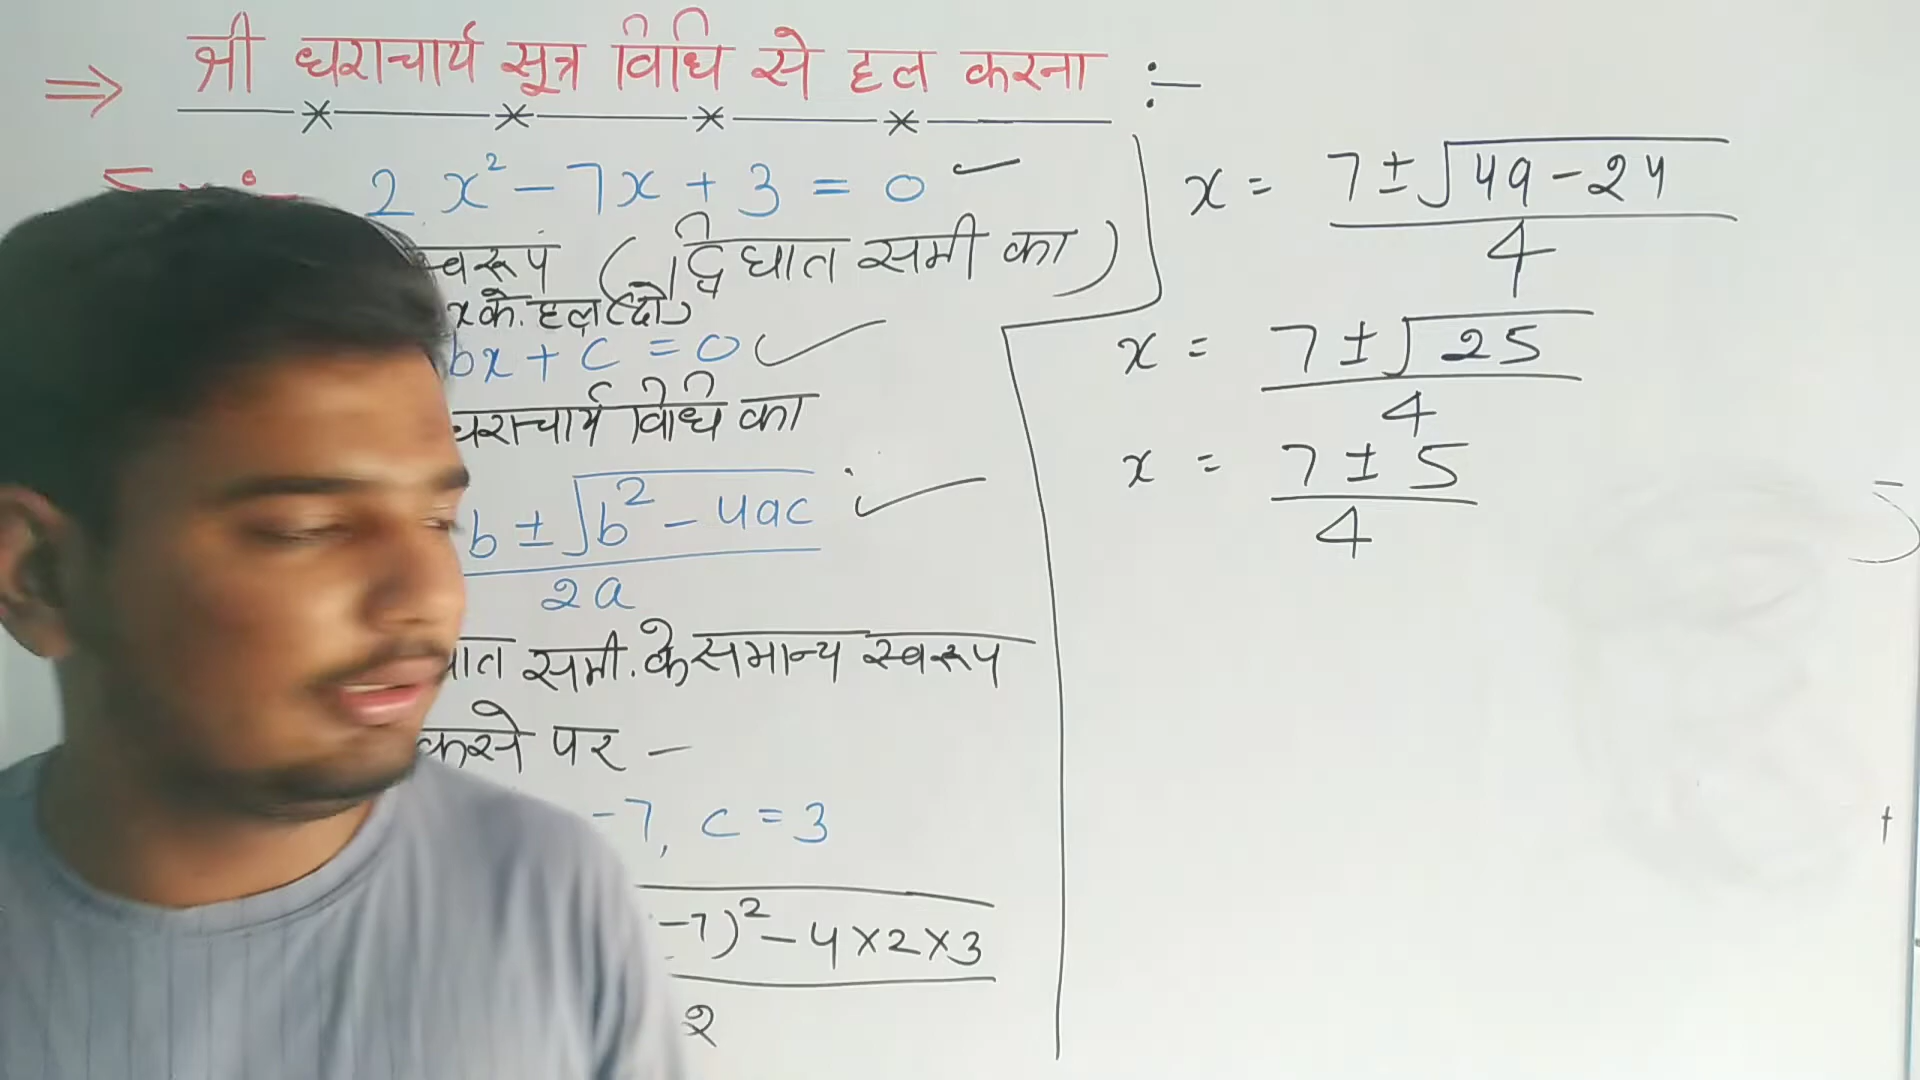 ⇒ श्री धराचार्य सूत्र विधि से हल करना :-
2x² - 7x + 3 = 0 ✓
स्वरूप (द्विघात समी का)
x के हल (दो)
bx + c = 0 ✓
धराचार्य विधि का
b ± √b² - 4ac ✓
2a
घात समी. के समान्य स्वरूप
करने पर -
-7, c = 3
-7)² - 4×2×3
2
x = 7 ± √49 - 24
4
x = 7 ± √25
4
x = 7 ± 5
4